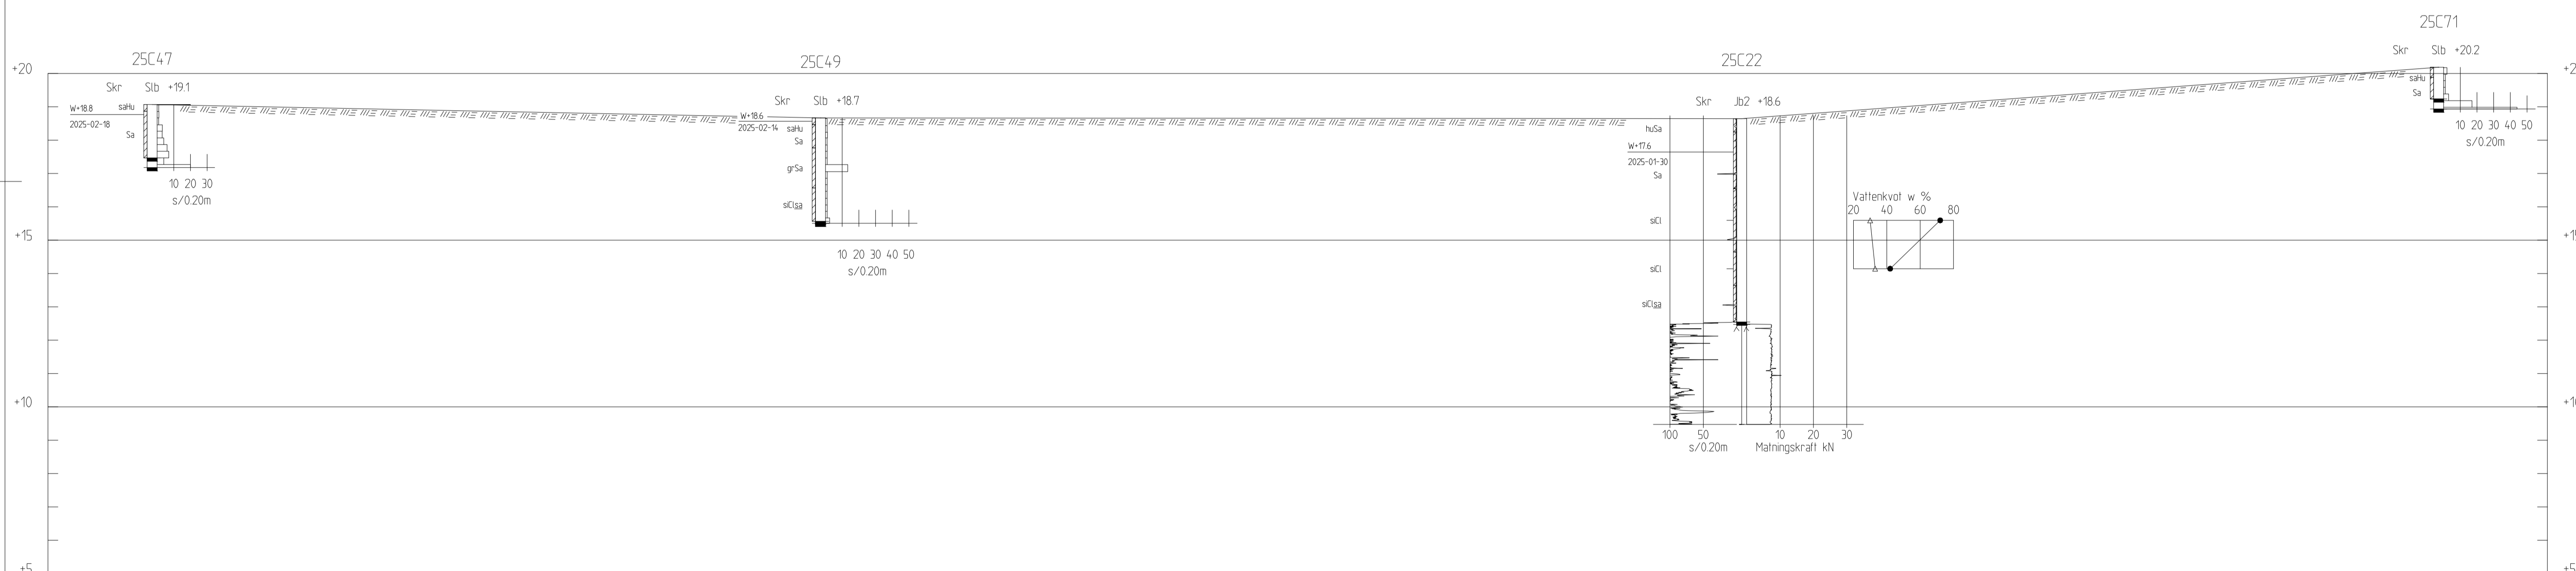 25C71
25C47
25C49
25C22
Skr Slb +20.2
+20
Skr Slb +19.1
Skr Slb +18.7
Skr Jb2 +18.6
saHu
Sa
W+18.8
saHu
2025-02-18
Sa
W+18.6
2025-02-14
saHu
Sa
grSa
siClsa
huSa
W+17.6
2025-01-30
Sa
siCl
siCl
siClsa
10 20 30
s/0.20m
10 20 30 40 50
s/0.20m
10 20 30 40 50
s/0.20m
Vattenkvot w %
20 40 60 80
+15
+10
100 50
s/0.20m
10 20 30
Matningskraft kN
+5